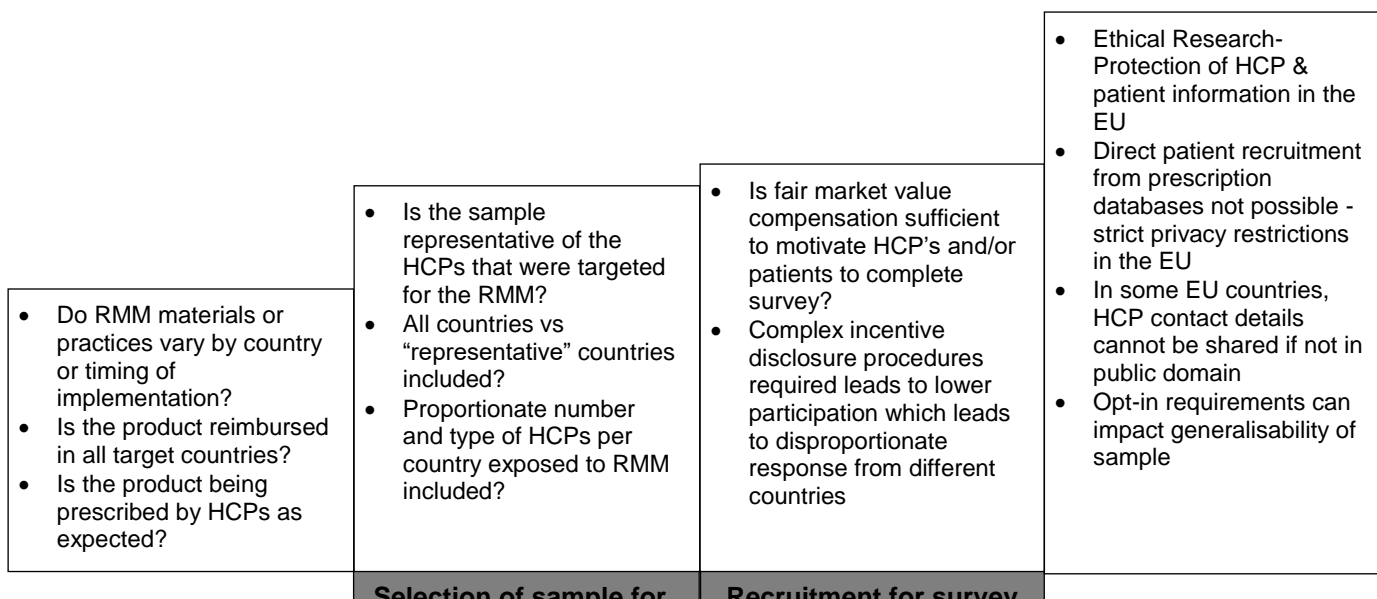 • Do RMM materials or
practices vary by country
or timing of
implementation?
• Is the product reimbursed
in all target countries?
• Is the product being
prescribed by HCPs as
expected?
• Is the sample
representative of the
HCPs that were targeted
for the RMM?
• All countries vs
“representative” countries
included?
• Proportionate number
and type of HCPs per
country exposed to RMM
included?
• Is fair market value
compensation sufficient
to motivate HCP's and/or
patients to complete
survey?
• Complex incentive
disclosure procedures
required leads to lower
participation which leads
to disproportionate
response from different
countries
• Ethical Research-
Protection of HCP &
patient information in the
EU
• Direct patient recruitment
from prescription
databases not possible -
strict privacy restrictions
in the EU
• In some EU countries,
HCP contact details
cannot be shared if not in
public domain
• Opt-in requirements can
impact generalisability of
sample
Selection of sample for
Recruitment for survey